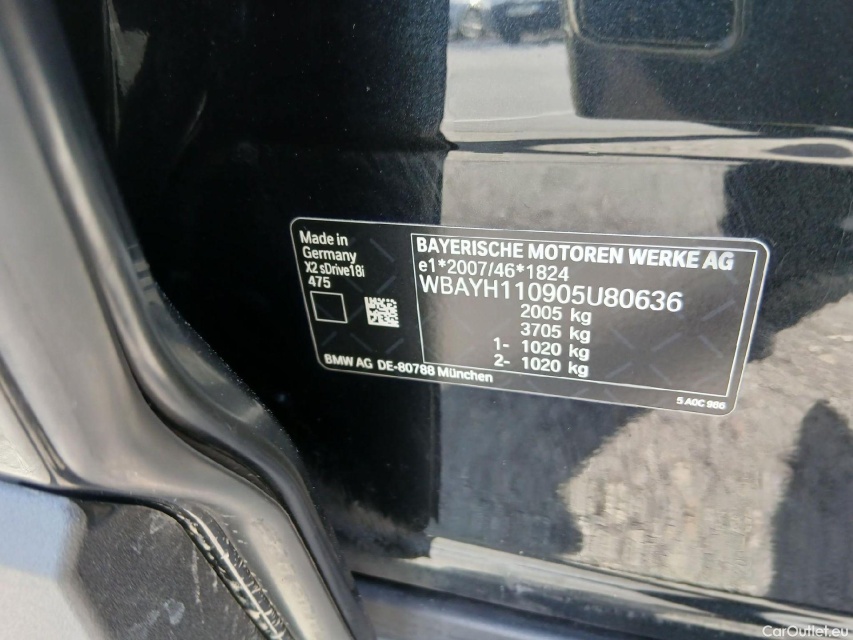 Made in
Germany
X2 sDrive18i
475
BAYERISCHE MOTOREN WERKE AG
e1*2007/46*1824
WBAYH110905U80636
2005 kg
3705 kg
1- 1020 kg
2- 1020 kg
BMW AG DE-80788 München
5 A0C 986
CarOutlet.eu